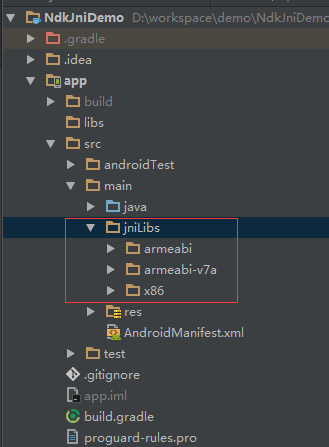 NdkJniDemo D:\workspace\demo\NdkJniDemo
.gradle
.idea
app
build
libs
src
androidTest
main
java
jniLibs
armeabi
armeabi-v7a
x86
res
AndroidManifest.xml
test
.gitignore
app.iml
build.gradle
proguard-rules.pro